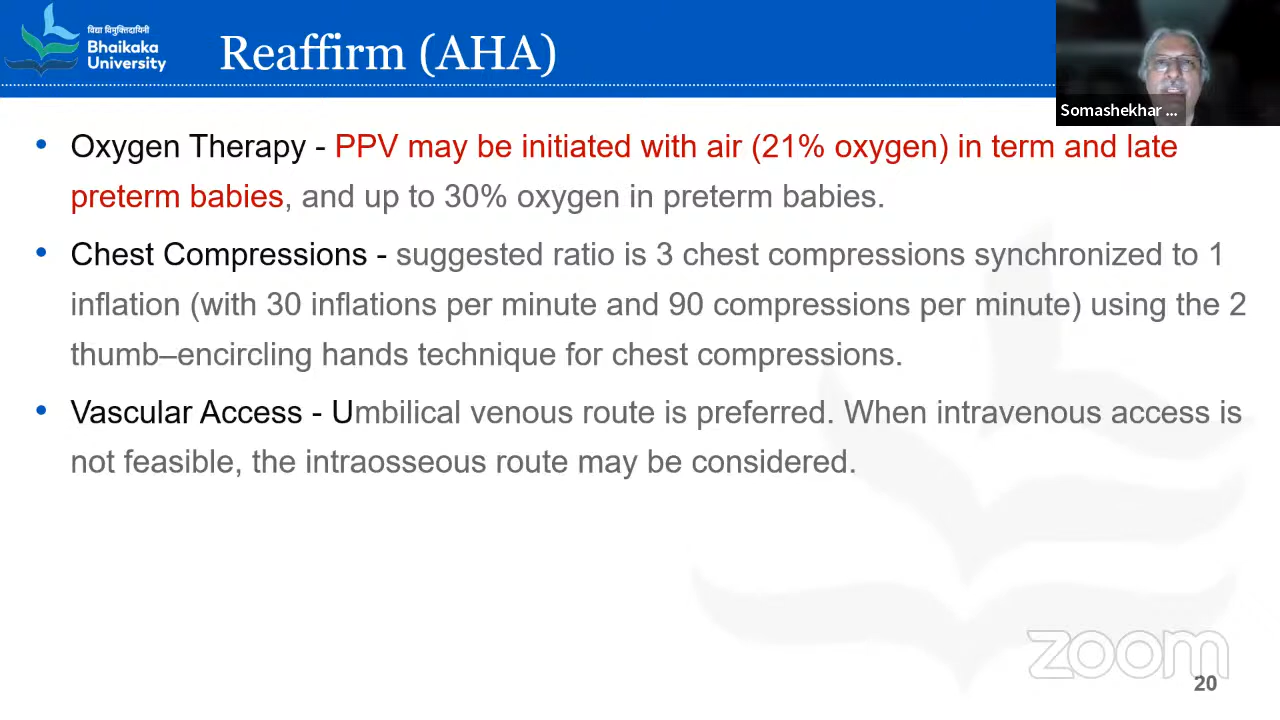 विद्या विमुक्तिदायिनी
Bhaikaka
University
Reaffirm (AHA)
Somashekhar ...
• Oxygen Therapy - PPV may be initiated with air (21% oxygen) in term and late
preterm babies, and up to 30% oxygen in preterm babies.
• Chest Compressions - suggested ratio is 3 chest compressions synchronized to 1
inflation (with 30 inflations per minute and 90 compressions per minute) using the 2
thumb–encircling hands technique for chest compressions.
• Vascular Access - Umbilical venous route is preferred. When intravenous access is
not feasible, the intraosseous route may be considered.
zoom
20